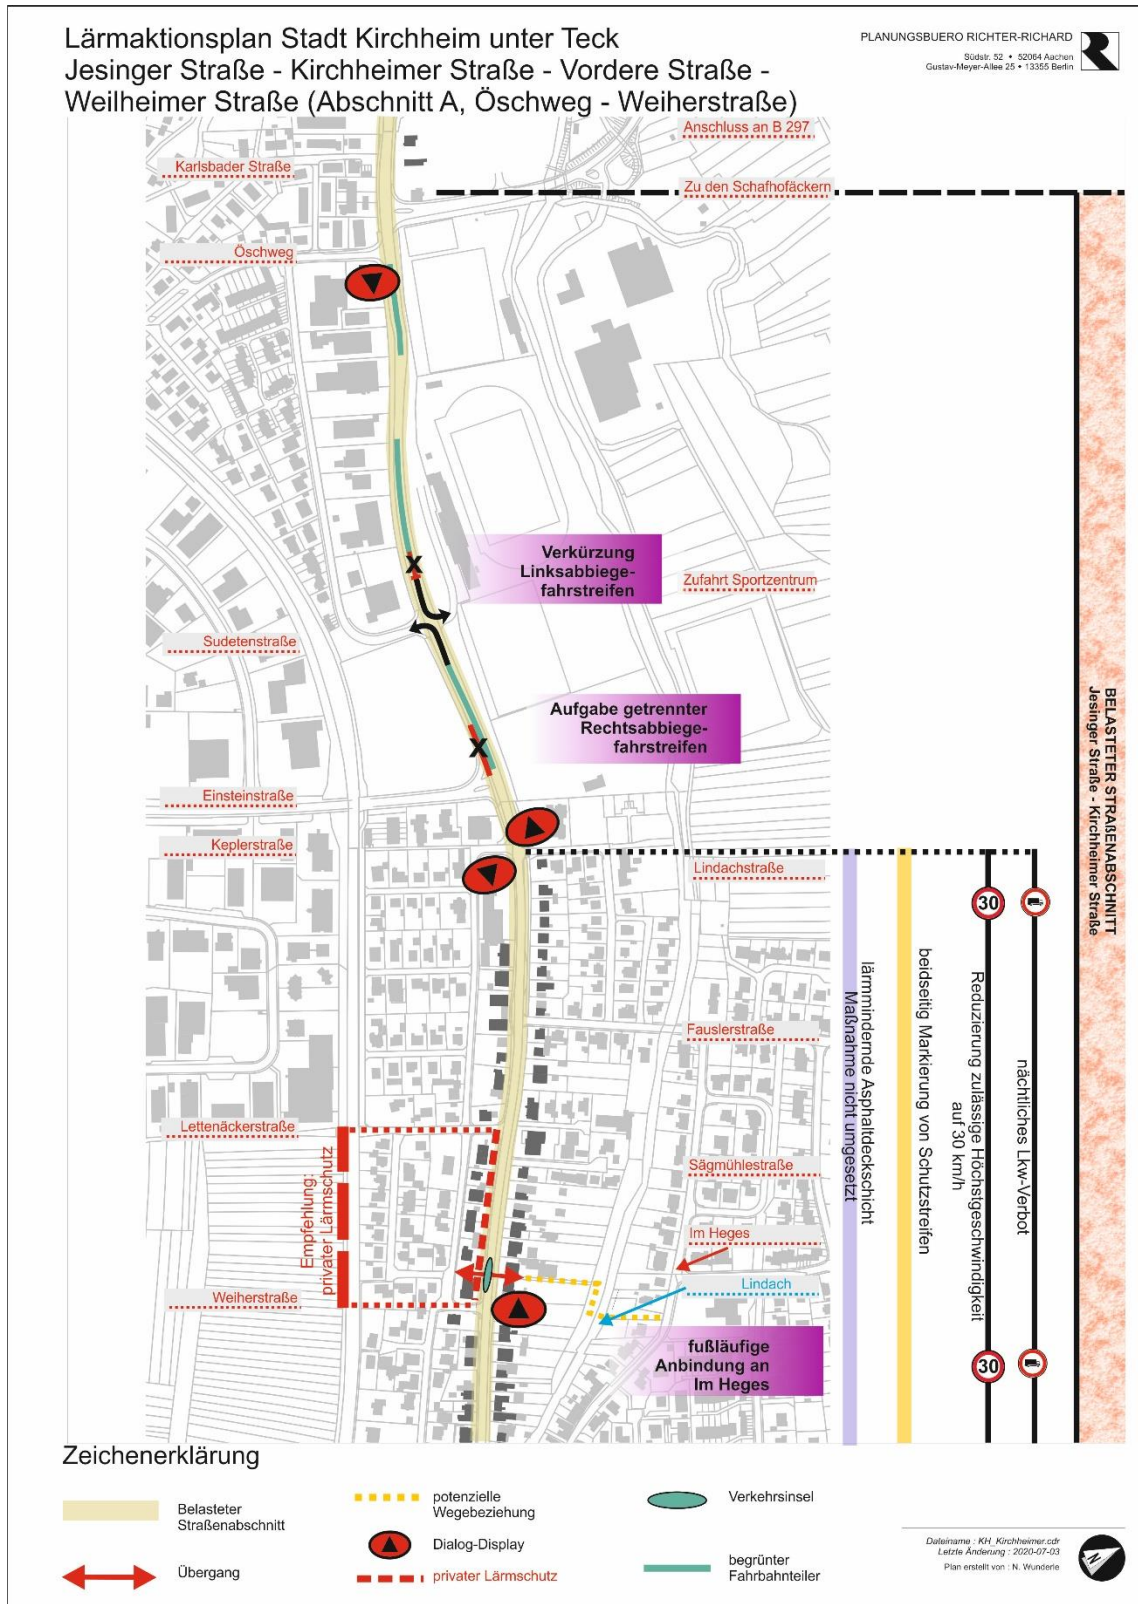 Lärmaktionsplan Stadt Kirchheim unter Teck
Jesinger Straße - Kirchheimer Straße - Vordere Straße -
Weilheimer Straße (Abschnitt A, Öschweg - Weiherstraße)
PLANUNGSBUERO RICHTER-RICHARD
Südstr. 52 • 52064 Aachen
Gustav-Meyer-Allee 25 • 13355 Berlin
Anschluss an B 297
Karlsbader Straße
Zu den Schafhofäckern
Öschweg
Verkürzung
Linksabbiege-
fahrstreifen
Zufahrt Sportzentrum
Sudetenstraße
Aufgabe getrennter
Rechtsabbiege-
fahrstreifen
BELASTETER STRAßENABSCHNITT
Jesinger Straße - Kirchheimer Straße
Einsteinstraße
Keplerstraße
Lindachstraße
30
lärmmindernde Asphaltdeckschicht
Maßnahme nicht umgesetzt
beidseitig Markierung von Schutzstreifen
Reduzierung zulässige Höchstgeschwindigkeit
auf 30 km/h
nächtliches Lkw-Verbot
Fauslerstraße
Lettenäckerstraße
Sägmühlestraße
Empfehlung:
privater Lärmschutz
Im Heges
Lindach
Weiherstraße
fußläufige
Anbindung an
Im Heges
30
Zeichenerklärung
Belasteter
Straßenabschnitt
Übergang
potenzielle
Wegebeziehung
Dialog-Display
privater Lärmschutz
Verkehrsinsel
begrünter
Fahrbahnteiler
Dateiname : KH_Kirchheimer.cdr
Letzte Änderung : 2020-07-03
Plan erstellt von : N. Wunderle
N